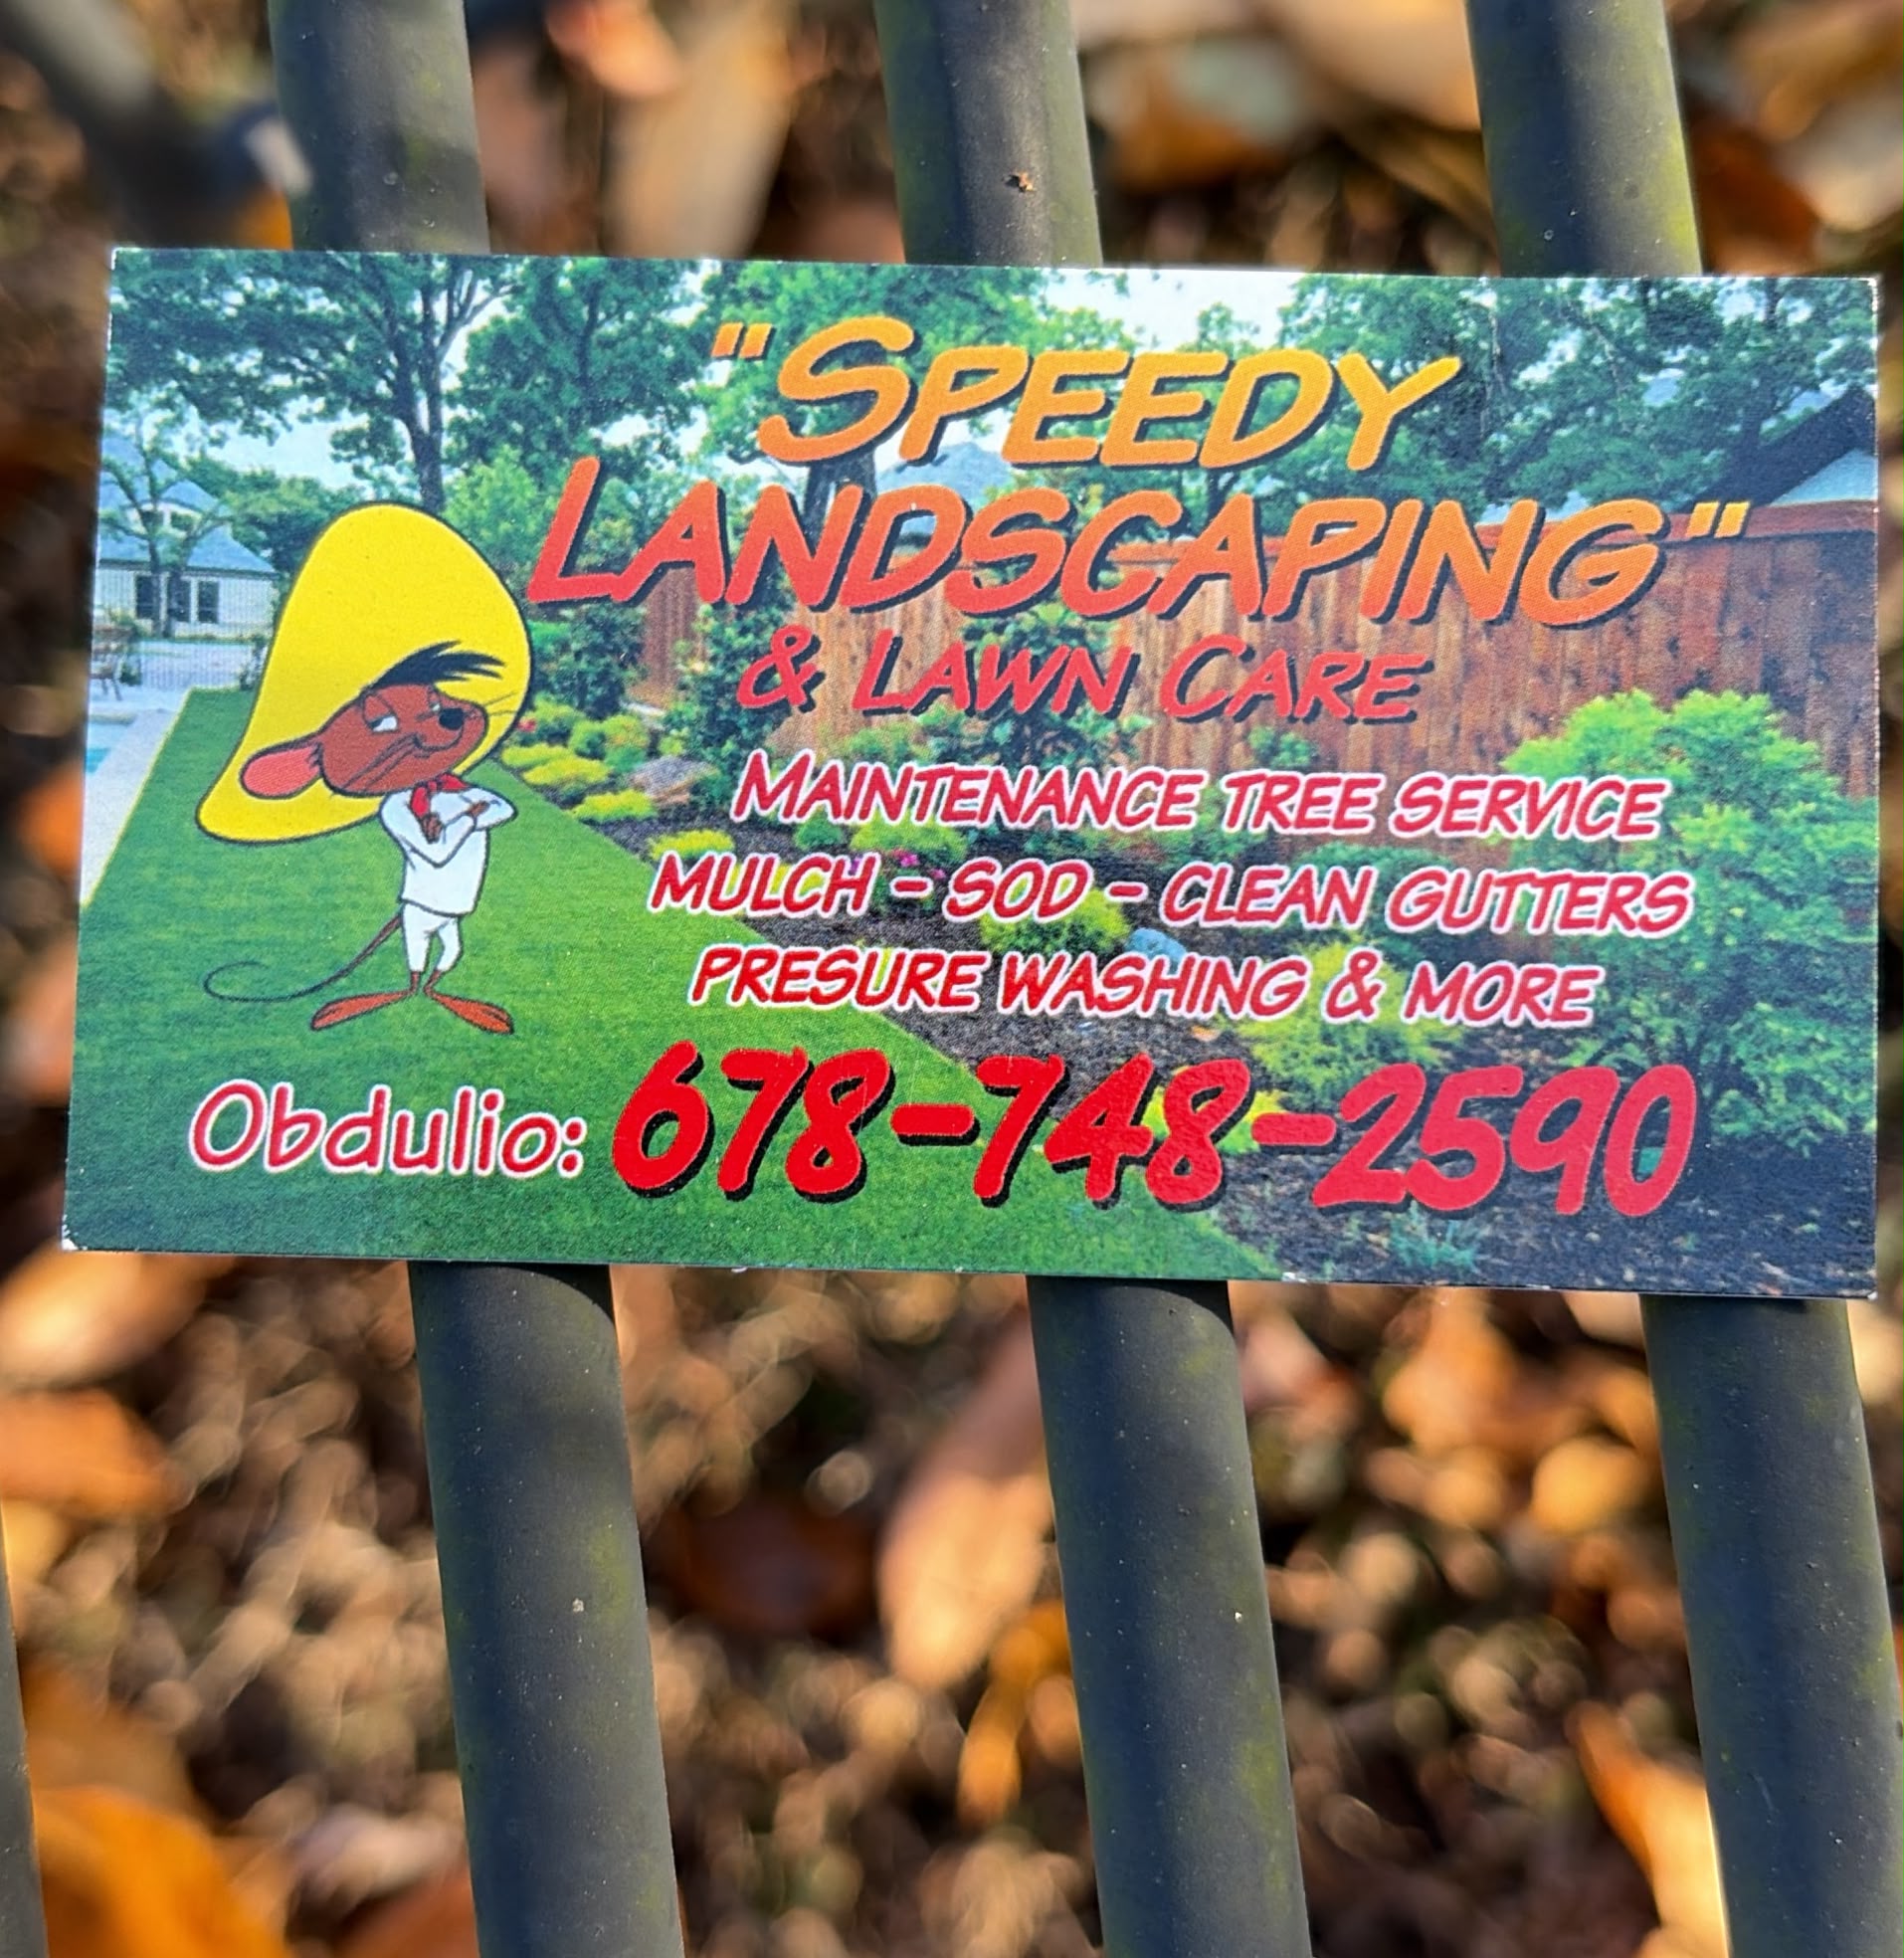 "SPEEDY
LANDSCAPING"
& LAWN CARE
MAINTENANCE TREE SERVICE
MULCH - SOD - CLEAN GUTTERS
PRESURE WASHING & MORE
Obdulio: 678-748-2590